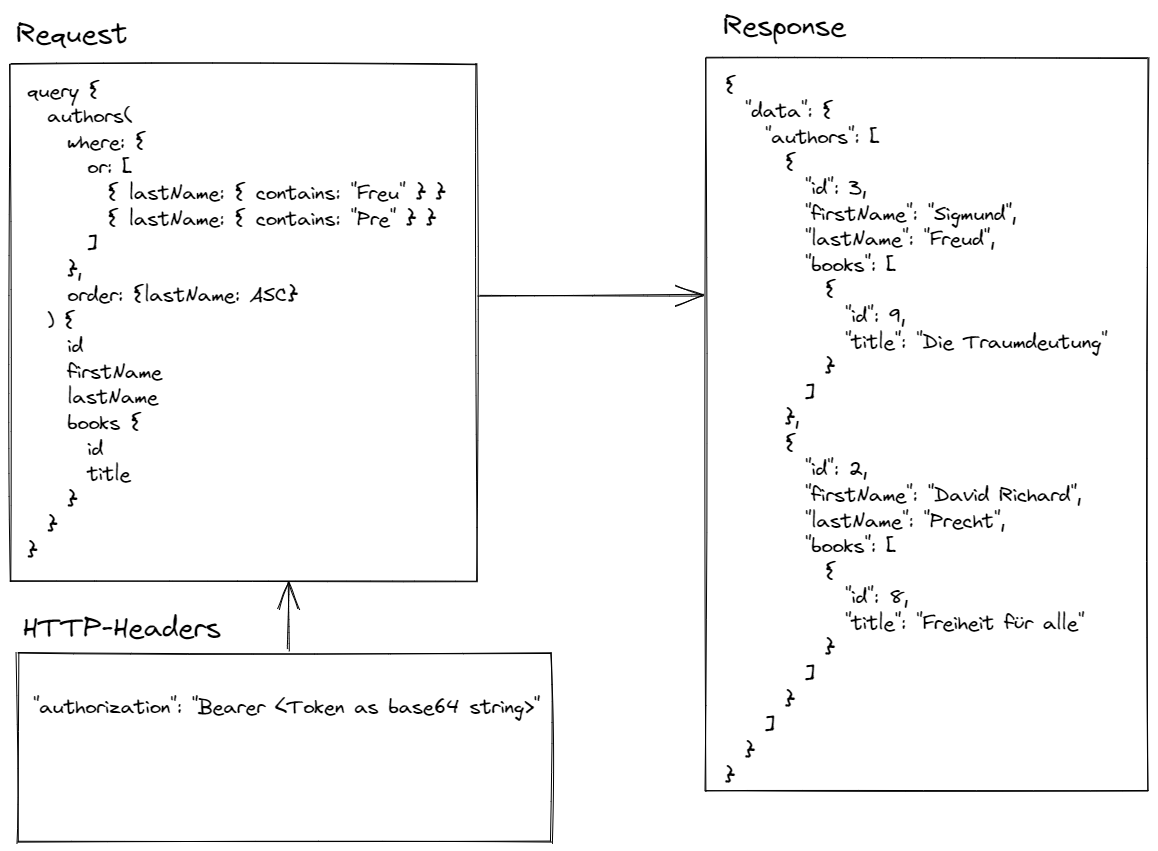 Request
query {
  authors(
    where: {
      or: [
        { lastName: { contains: "Freu" } }
        { lastName: { contains: "Pre" } }
      ]
    },
    order: {lastName: ASC}
  ) {
    id
    firstName
    lastName
    books {
      id
      title
    }
  }
}
HTTP-Headers
"authorization": "Bearer <Token as base64 string>"
Response
{
  "data": {
    "authors": [
      {
        "id": 3,
        "firstName": "Sigmund",
        "lastName": "Freud",
        "books": [
          {
            "id": 9,
            "title": "Die Traumdeutung"
          }
        ]
      },
      {
        "id": 2,
        "firstName": "David Richard",
        "lastName": "Precht",
        "books": [
          {
            "id": 8,
            "title": "Freiheit für alle"
          }
        ]
      }
    ]
  }
}